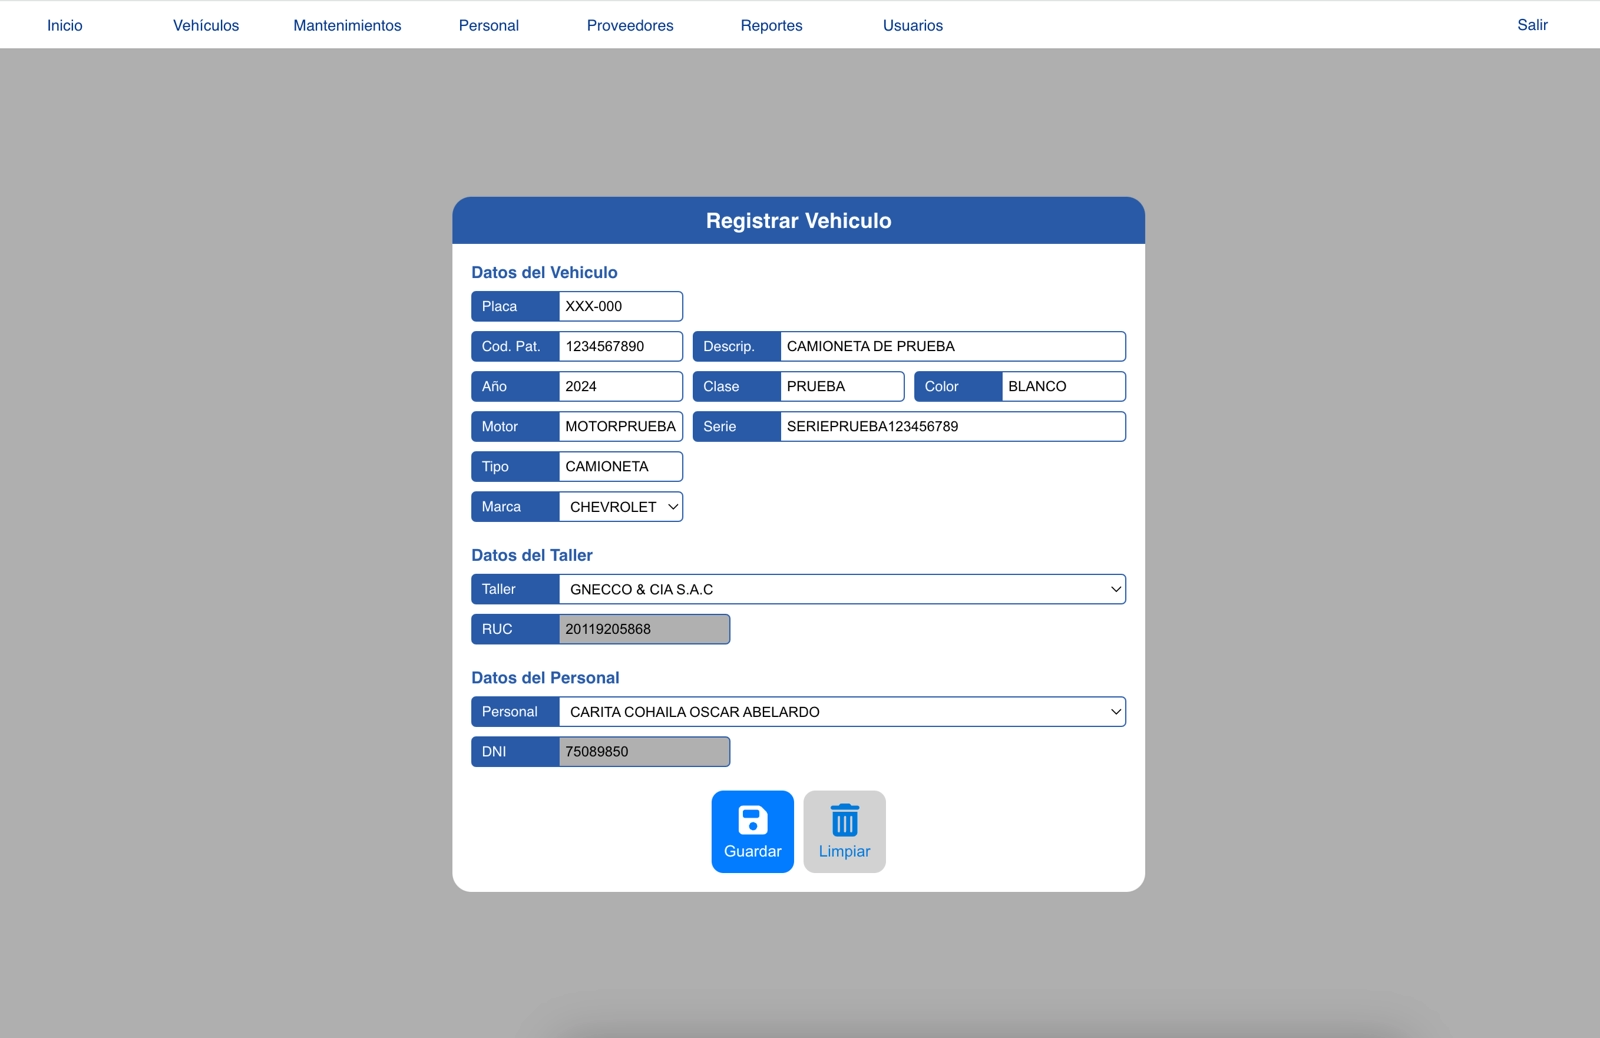 Inicio Vehículos Mantenimientos Personal Proveedores Reportes Usuarios Salir
Registrar Vehiculo
Datos del Vehiculo
Placa XXX-000
Cod. Pat. 1234567890 Descrip. CAMIONETA DE PRUEBA
Año 2024 Clase PRUEBA Color BLANCO
Motor MOTORPRUEBA Serie SERIEPRUEBA123456789
Tipo CAMIONETA
Marca CHEVROLET
Datos del Taller
Taller GNECCO & CIA S.A.C
RUC 20119205868
Datos del Personal
Personal CARITA COHAILA OSCAR ABELARDO
DNI 75089850
Guardar Limpiar